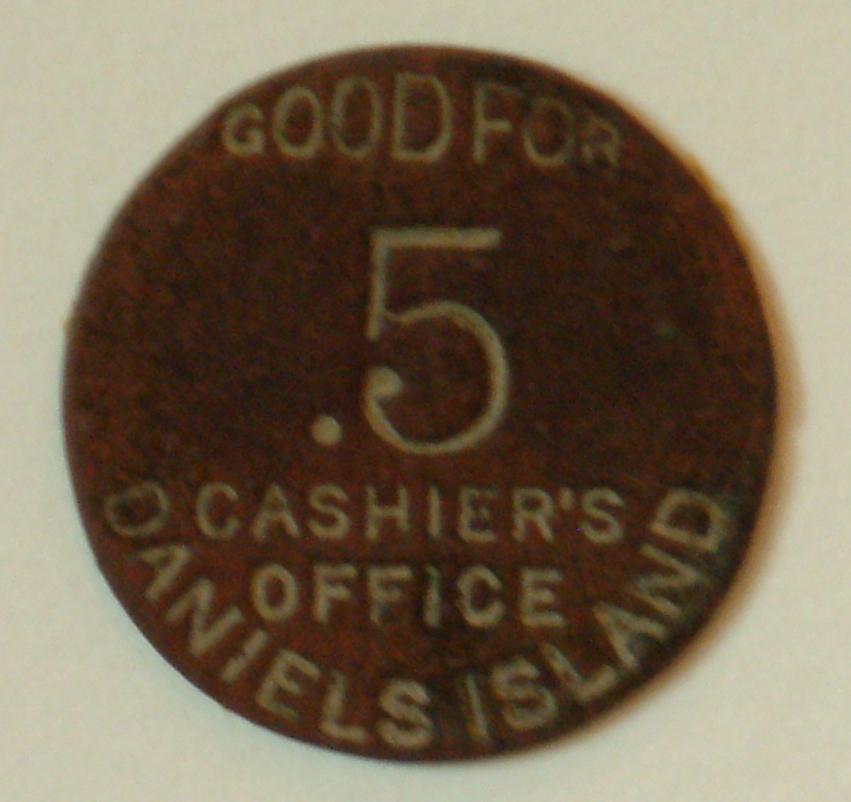 GOOD FOR
.5
CASHIER'S
OFFICE
DANIELS ISLAND